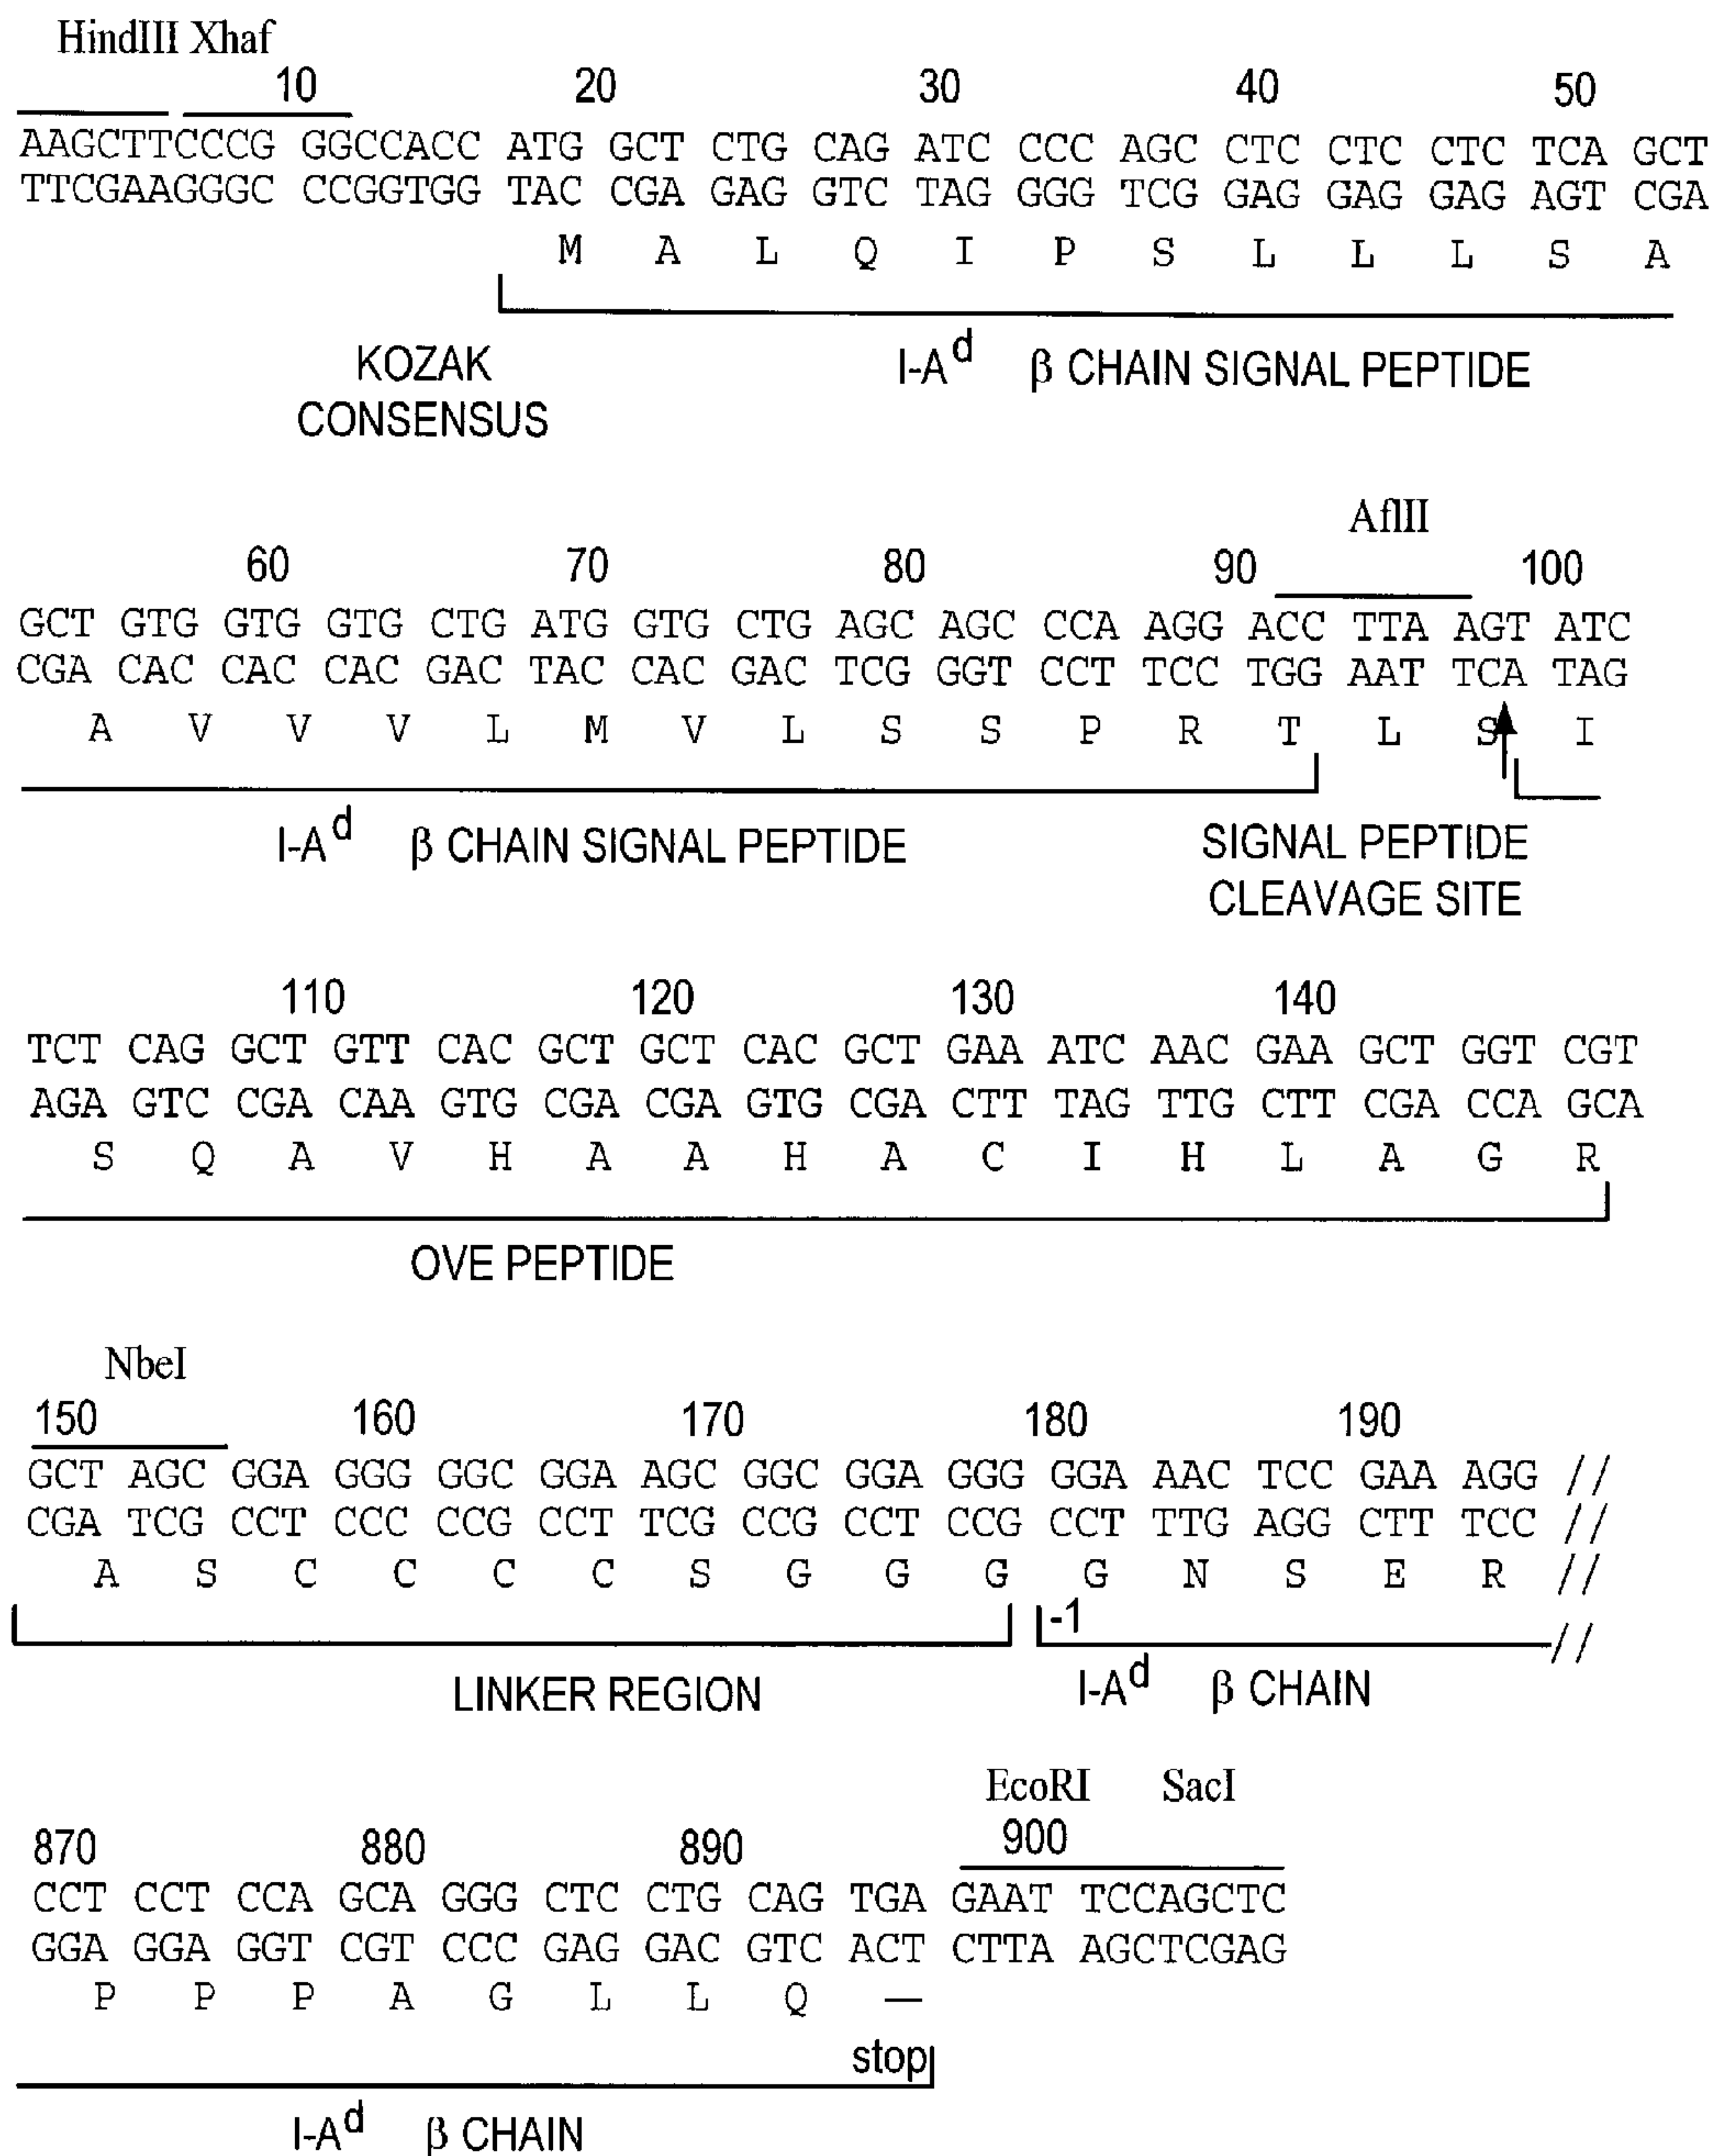 HindIII Xhaf
10 20 30 40 50
AAGCTTCCCG GGCCACC ATG GCT CTG CAG ATC CCC AGC CTC CTC CTC TCA GCT
TTCGAAGGGC CCGGTGG TAC CGA GAG GTC TAG GGG TCG GAG GAG GAG AGT CGA
M A L Q I P S L L L S A
KOZAK CONSENSUS
I-Ad β CHAIN SIGNAL PEPTIDE
AflII
60 70 80 90 100
GCT GTG GTG GTG CTG ATG GTG CTG AGC AGC CCA AGG ACC TTA AGT ATC
CGA CAC CAC CAC GAC TAC CAC GAC TCG GGT CCT TCC TGG AAT TCA TAG
A V V V L M V L S S P R T L S I
I-Ad β CHAIN SIGNAL PEPTIDE
SIGNAL PEPTIDE
CLEAVAGE SITE
110 120 130 140
TCT CAG GCT GTT CAC GCT GCT CAC GCT GAA ATC AAC GAA GCT GGT CGT
AGA GTC CGA CAA GTG CGA CGA GTG CGA CTT TAG TTG CTT CGA CCA GCA
S Q A V H A A H A C I H L A G R
OVE PEPTIDE
NbeI
150 160 170 180 190
GCT AGC GGA GGG GGC GGA AGC GGC GGA GGG GGA AAC TCC GAA AGG //
CGA TCG CCT CCC CCG CCT TCG CCG CCT CCG CCT TTG AGG CTT TCC //
A S C C C C S G G G G N S E R //
-1 //
LINKER REGION
I-Ad β CHAIN
EcoRI SacI
870 880 890 900
CCT CCT CCA GCA GGG CTC CTG CAG TGA GAAT TCCAGCTC
GGA GGA GGT CGT CCC GAG GAC GTC ACT CTTA AGCTCGAG
P P P A G L L Q —
stop
I-Ad β CHAIN